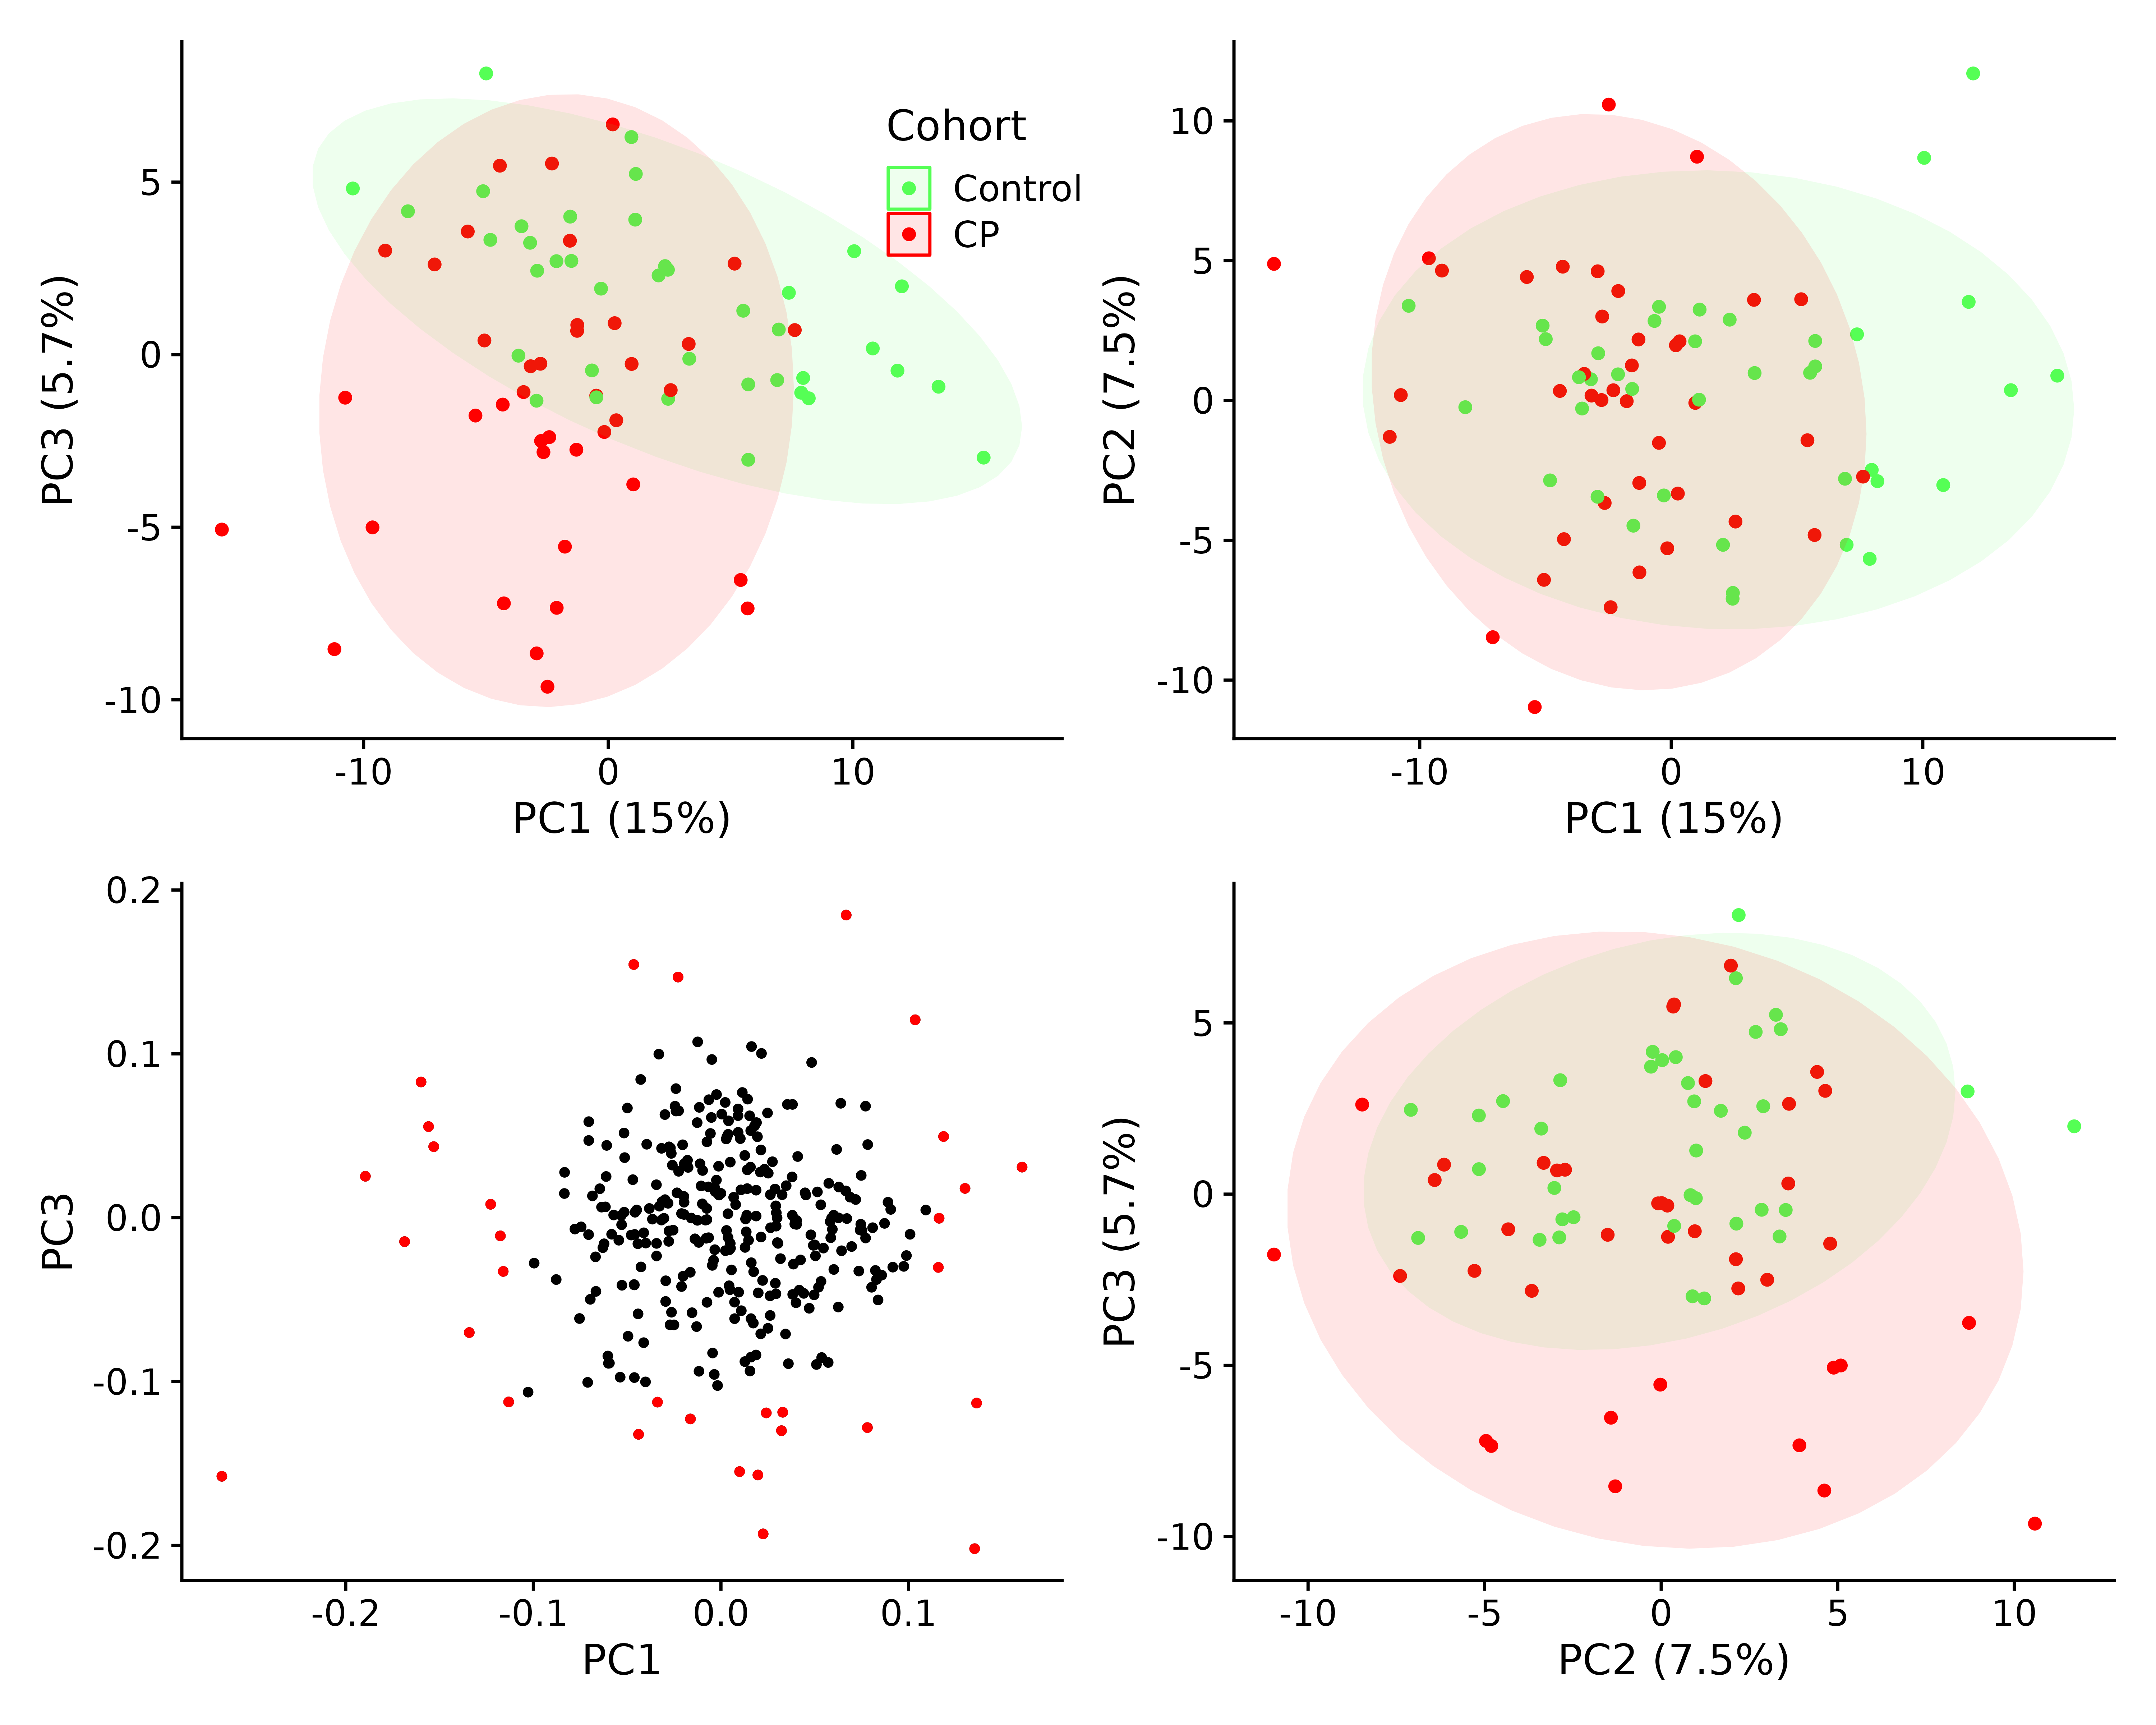 PC3 (5.7%)
5
0
-5
-10
-10 0 10
PC1 (15%)
Cohort
Control
CP
PC2 (7.5%)
10
5
0
-5
-10
-10 0 10
PC1 (15%)
PC3
0.2
0.1
0.0
-0.1
-0.2
-0.2 -0.1 0.0 0.1
PC1
PC3 (5.7%)
5
0
-5
-10
-10 -5 0 5 10
PC2 (7.5%)